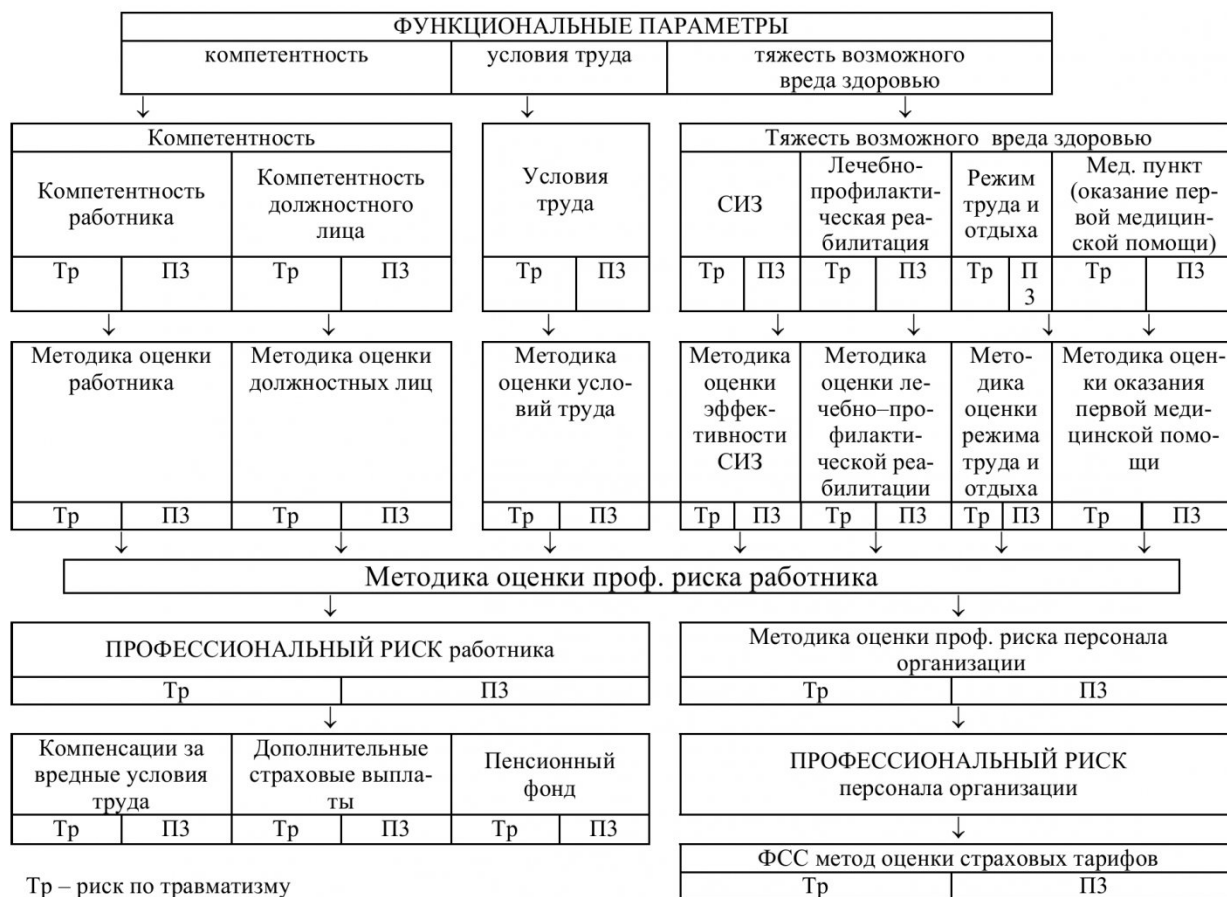 ФУНКЦИОНАЛЬНЫЕ ПАРАМЕТРЫ
компетентность условия труда тяжесть возможного
вреда здоровью
Компетентность
Компетентность
работника
Компетентность
должностного
лица
Тр ПЗ Тр ПЗ
Условия
труда
Тр ПЗ
Тяжесть возможного вреда здоровью
СИЗ
Лечебно-
профилакти-
ческая реа-
билитация
Режим
труда и
отдыха
Мед. пункт
(оказание пер-
вой медицин-
ской помощи)
Тр ПЗ Тр ПЗ Тр П
З Тр ПЗ
Методика оценки
работника
Методика оценки
должностных лиц
Методика
оценки усло-
вий труда
Методика
оценки
эффек-
тивности
СИЗ
Методика
оценки ле-
чебно–про-
филакти-
ческой реа-
билитации
Мето-
дика
оценки
режима
труда и
отдыха
Методика оцен-
ки оказания
первой меди-
цинской помо-
щи
Тр ПЗ Тр ПЗ Тр ПЗ Тр ПЗ Тр ПЗ Тр ПЗ Тр ПЗ
Методика оценки проф. риска работника
ПРОФЕССИОНАЛЬНЫЙ РИСК работника
Тр ПЗ
Методика оценки проф. риска персонала
организации
Тр ПЗ
Компенсации за
вредные условия
труда
Дополнительные
страховые выпла-
ты
Пенсионный
фонд
Тр ПЗ Тр ПЗ Тр ПЗ
ПРОФЕССИОНАЛЬНЫЙ РИСК
персонала организации
ФСС метод оценки страховых тарифов
Тр ПЗ
Тр – риск по травматизму